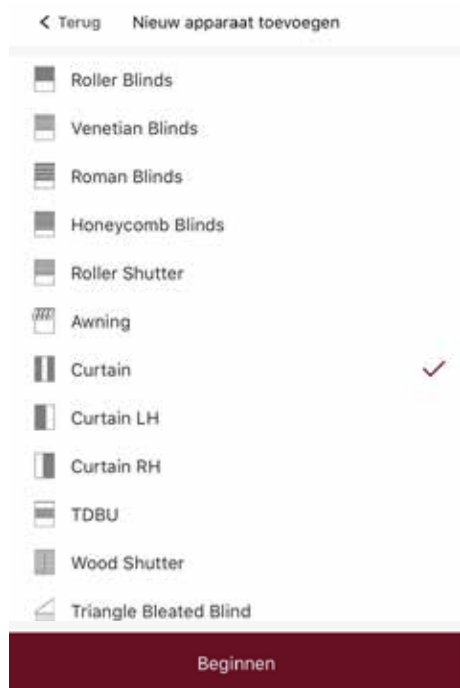 Terug Nieuw apparaat toevoegen
Roller Blinds
Venetian Blinds
Roman Blinds
Honeycomb Blinds
Roller Shutter
Awning
Curtain
Curtain LH
Curtain RH
TDBU
Wood Shutter
Triangle Bleated Blind
Beginnen